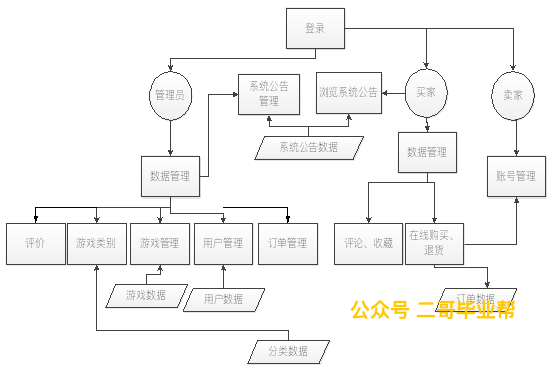 登录
管理员
系统公告
管理
浏览系统公告
买家
卖家
系统公告数据
数据管理
数据管理
账号管理
评价
游戏类别
游戏管理
用户管理
订单管理
评论、收藏
在线购买、
退货
游戏数据
用户数据
订单数据
公众号 二哥毕业帮
分类数据